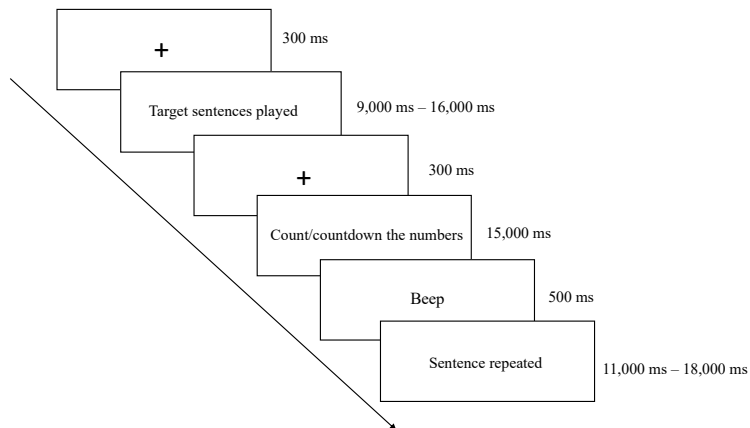 +
300 ms
Target sentences played
9,000 ms – 16,000 ms
+
300 ms
Count/countdown the numbers
15,000 ms
Beep
500 ms
Sentence repeated
11,000 ms – 18,000 ms